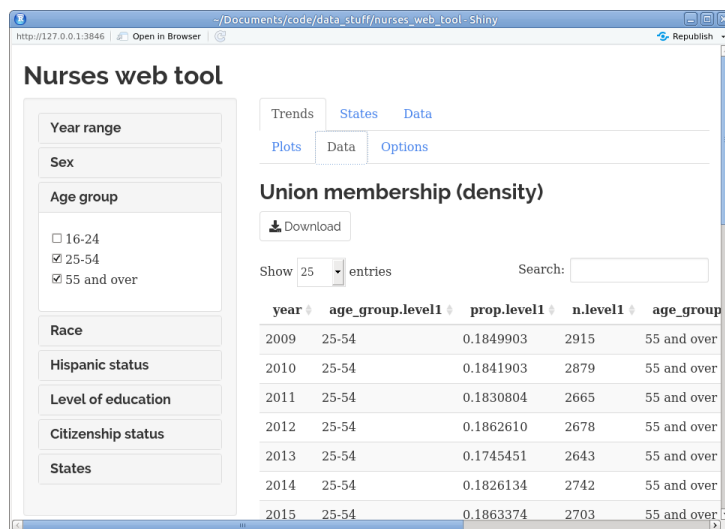 ~/Documents/code/data_stuff/nurses_web_tool - Shiny
http://127.0.0.1:3846 Open in Browser Republish
Nurses web tool
Year range
Sex
Age group
16-24
25-54
55 and over
Race
Hispanic status
Level of education
Citizenship status
States
Trends States Data
Plots Data Options
Union membership (density)
Download
Show 25 entries Search:
year age_group.level1 prop.level1 n.level1 age_group
2009 25-54 0.1849903 2915 55 and over
2010 25-54 0.1841903 2879 55 and over
2011 25-54 0.1830804 2665 55 and over
2012 25-54 0.1862610 2678 55 and over
2013 25-54 0.1745451 2643 55 and over
2014 25-54 0.1826134 2742 55 and over
2015 25-54 0.1863374 2703 55 and over